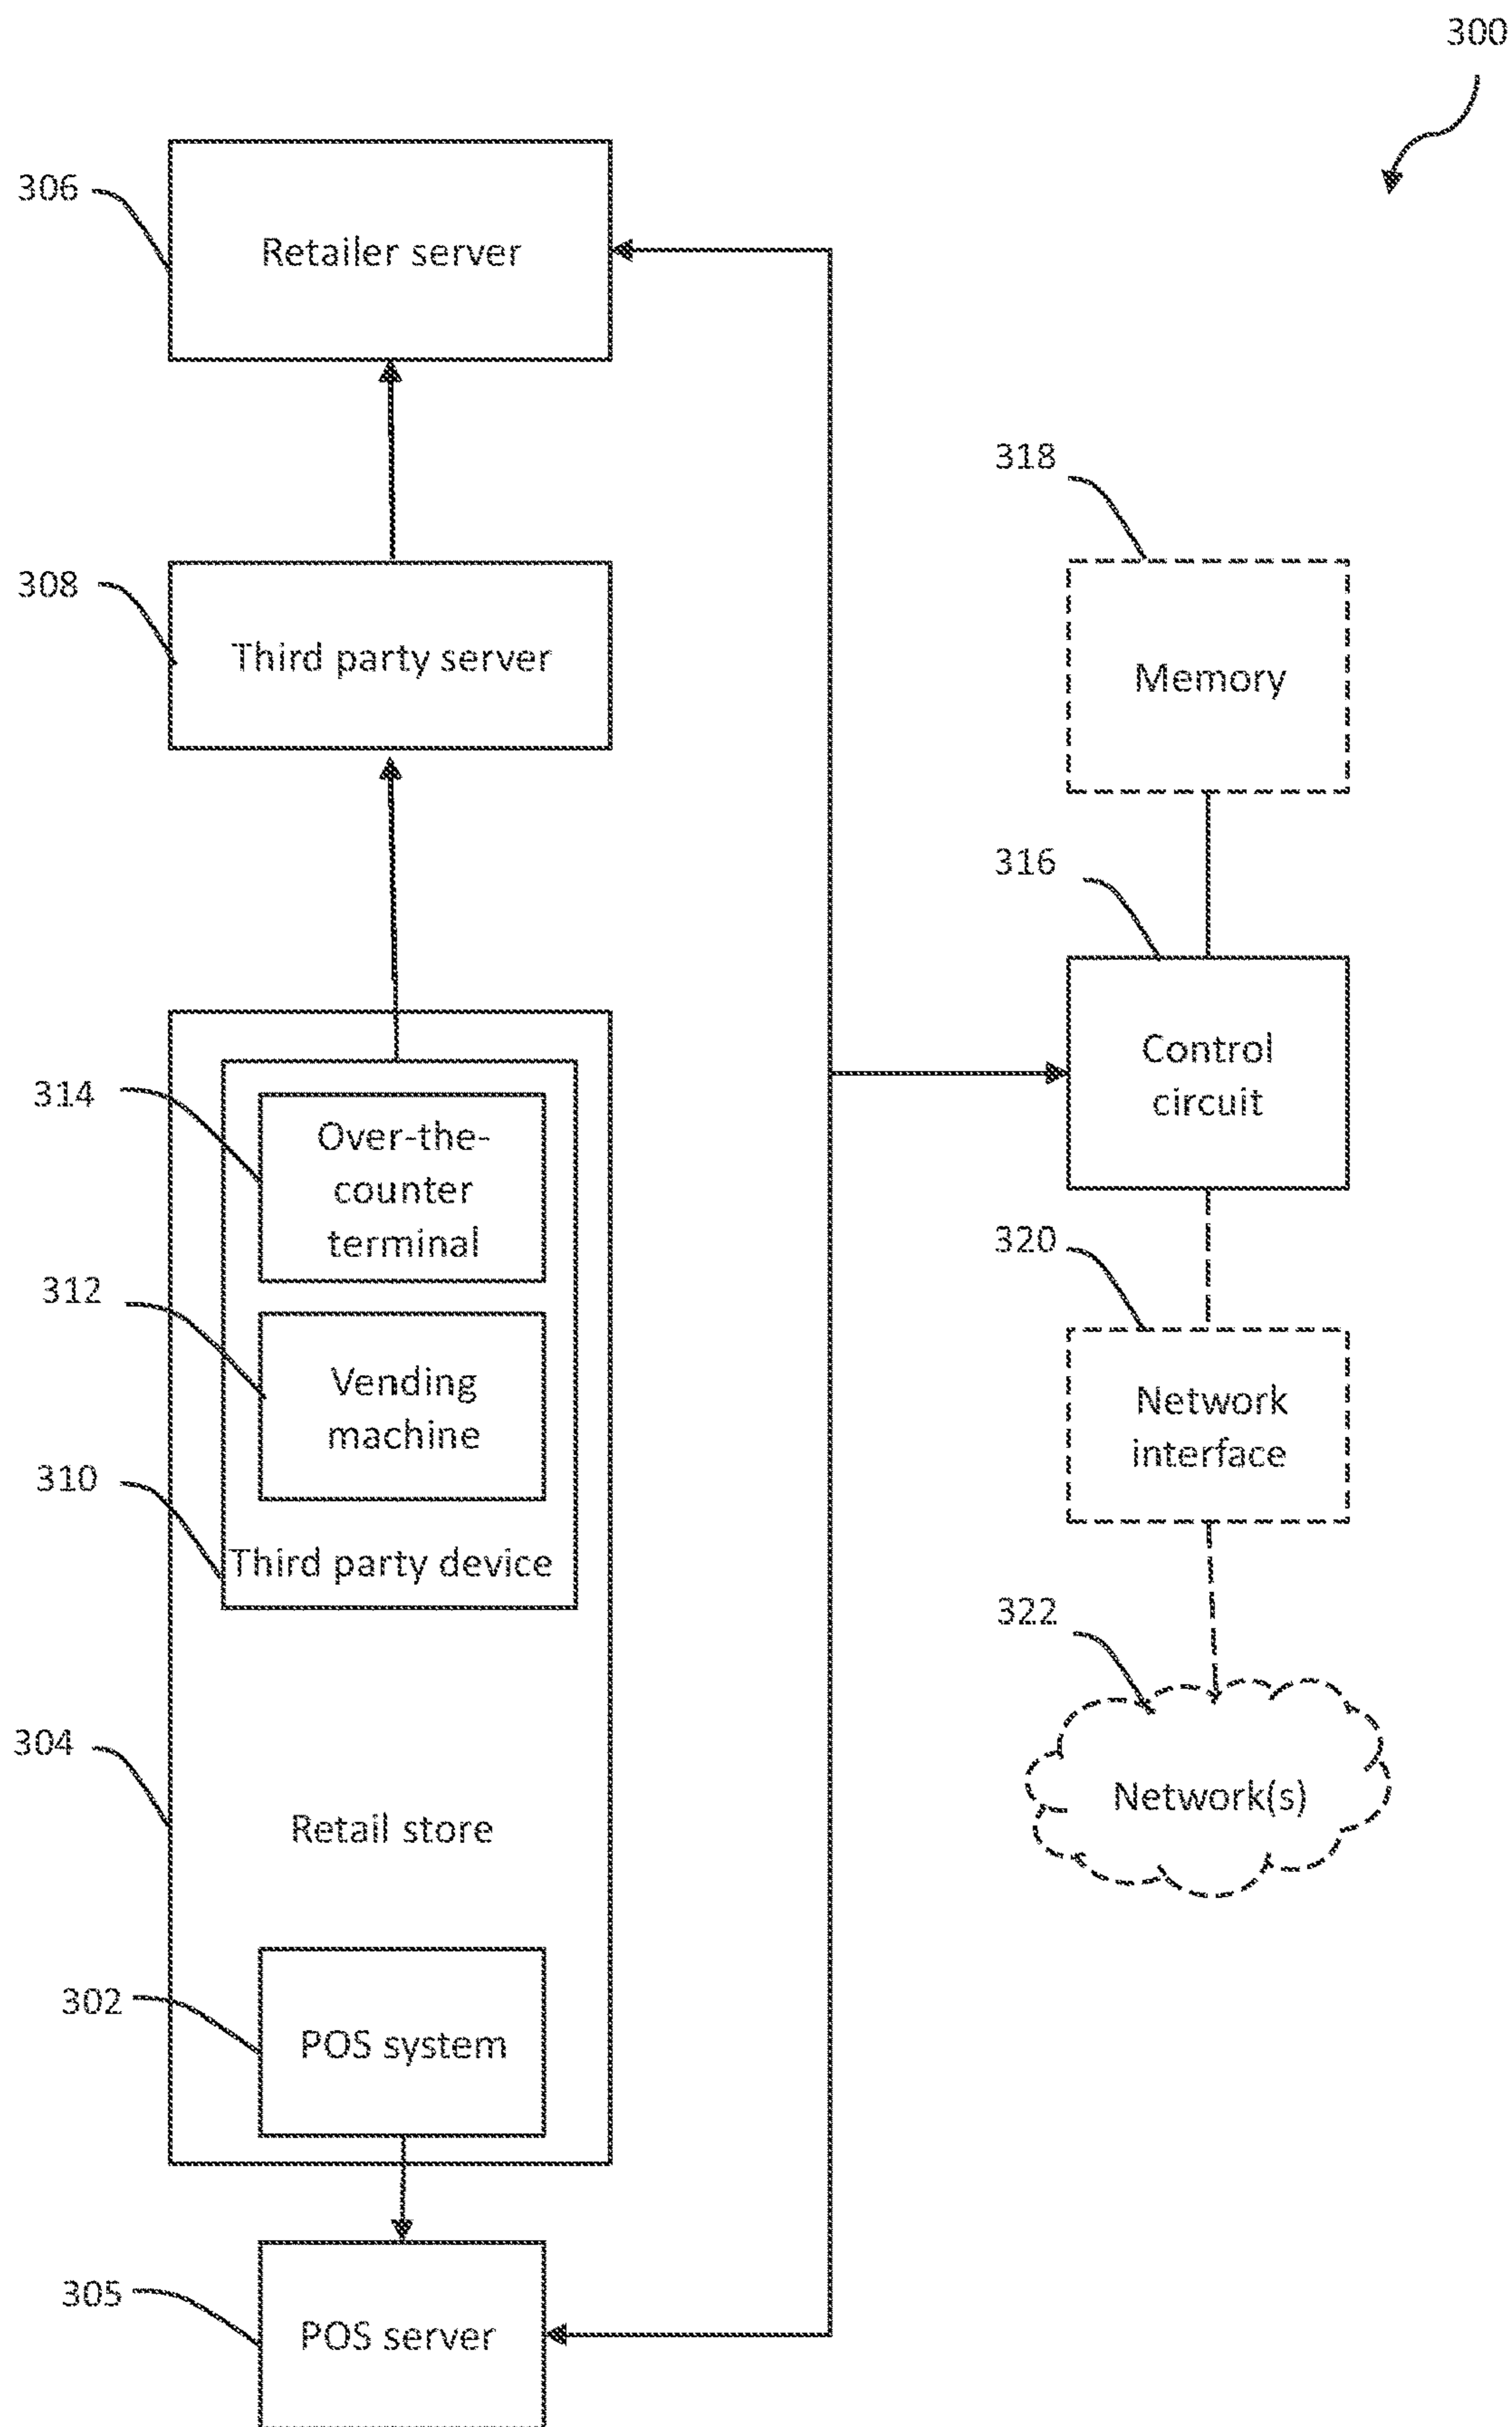 300
306
Retailer server
318
308
Third party server
Memory
316
Control
circuit
314
Over-the-
counter
terminal
320
312
Vending
machine
Network
interface
310
Third party device
322
304
Network(s)
Retail store
302
POS system
305
POS server